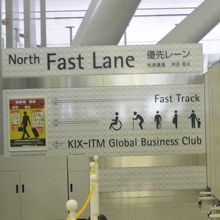 North Fast Lane 優先レーン
Fast Track
← KIX-ITM Global Business Club